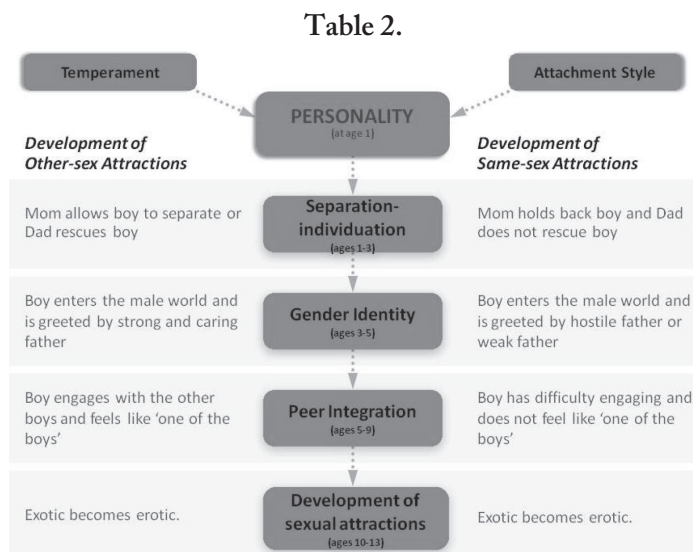 Table 2.
Temperament
Attachment Style
PERSONALITY
(at age 1)
Development of
Other-sex Attractions
Development of
Same-sex Attractions
Mom allows boy to separate or
Dad rescues boy
Separation-
individuation
(ages 1-3)
Mom holds back boy and Dad
does not rescue boy
Boy enters the male world and
is greeted by strong and caring
father
Gender Identity
(ages 3-5)
Boy enters the male world and
is greeted by hostile father or
weak father
Boy engages with the other
boys and feels like ‘one of the
boys’
Peer Integration
(ages 5-9)
Boy has difficulty engaging and
does not feel like ‘one of the
boys’
Exotic becomes erotic.
Development of
sexual attractions
(ages 10-13)
Exotic becomes erotic.